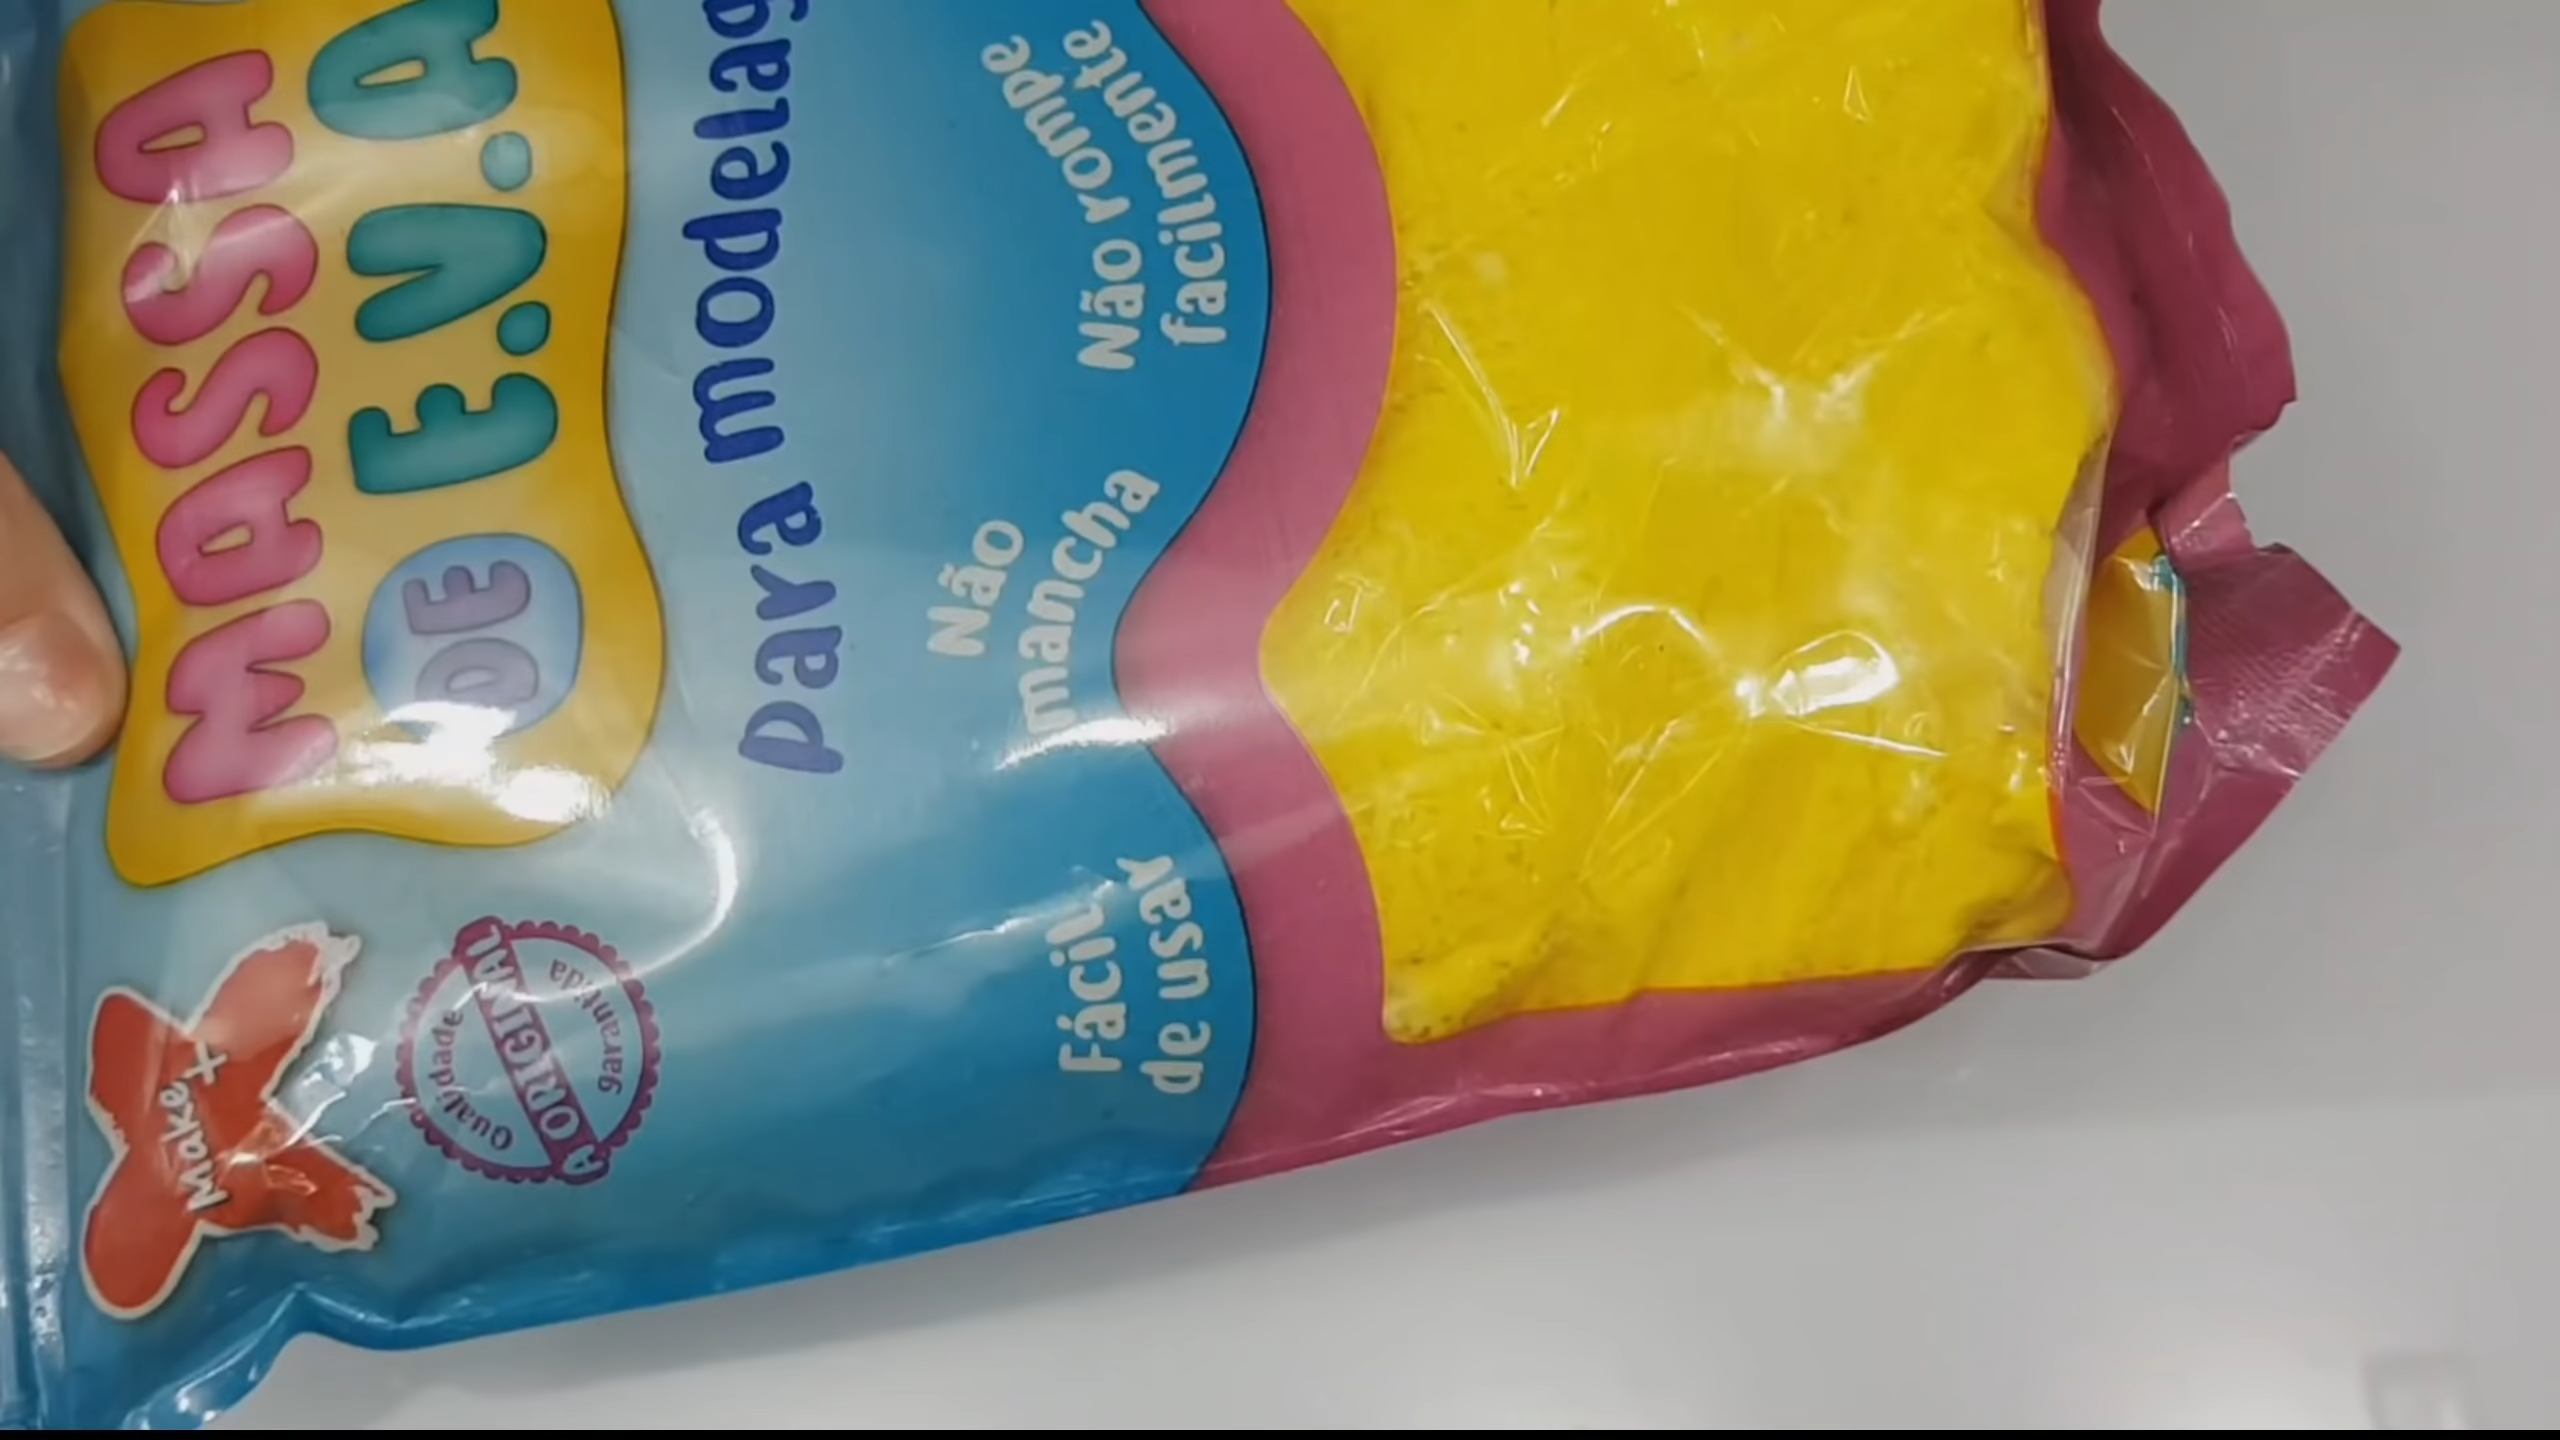 MASSA
DE E.V.A
para modelag
Não rompe
facilmente
Não
mancha
Fácil
de usar
Make+
Qualidade
A ORIGINAL
garantida